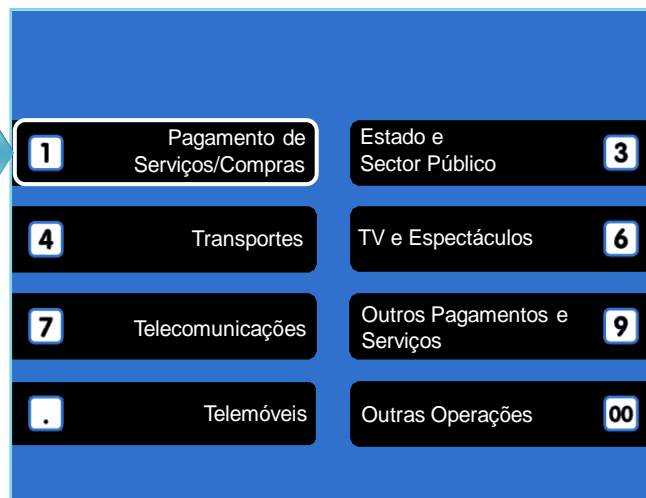 1
Pagamento de
Serviços/Compras
Estado e
Sector Público
3
4
Transportes
TV e Espectáculos
6
7
Telecomunicações
Outros Pagamentos e
Serviços
9
.
Telemóveis
Outras Operações
00